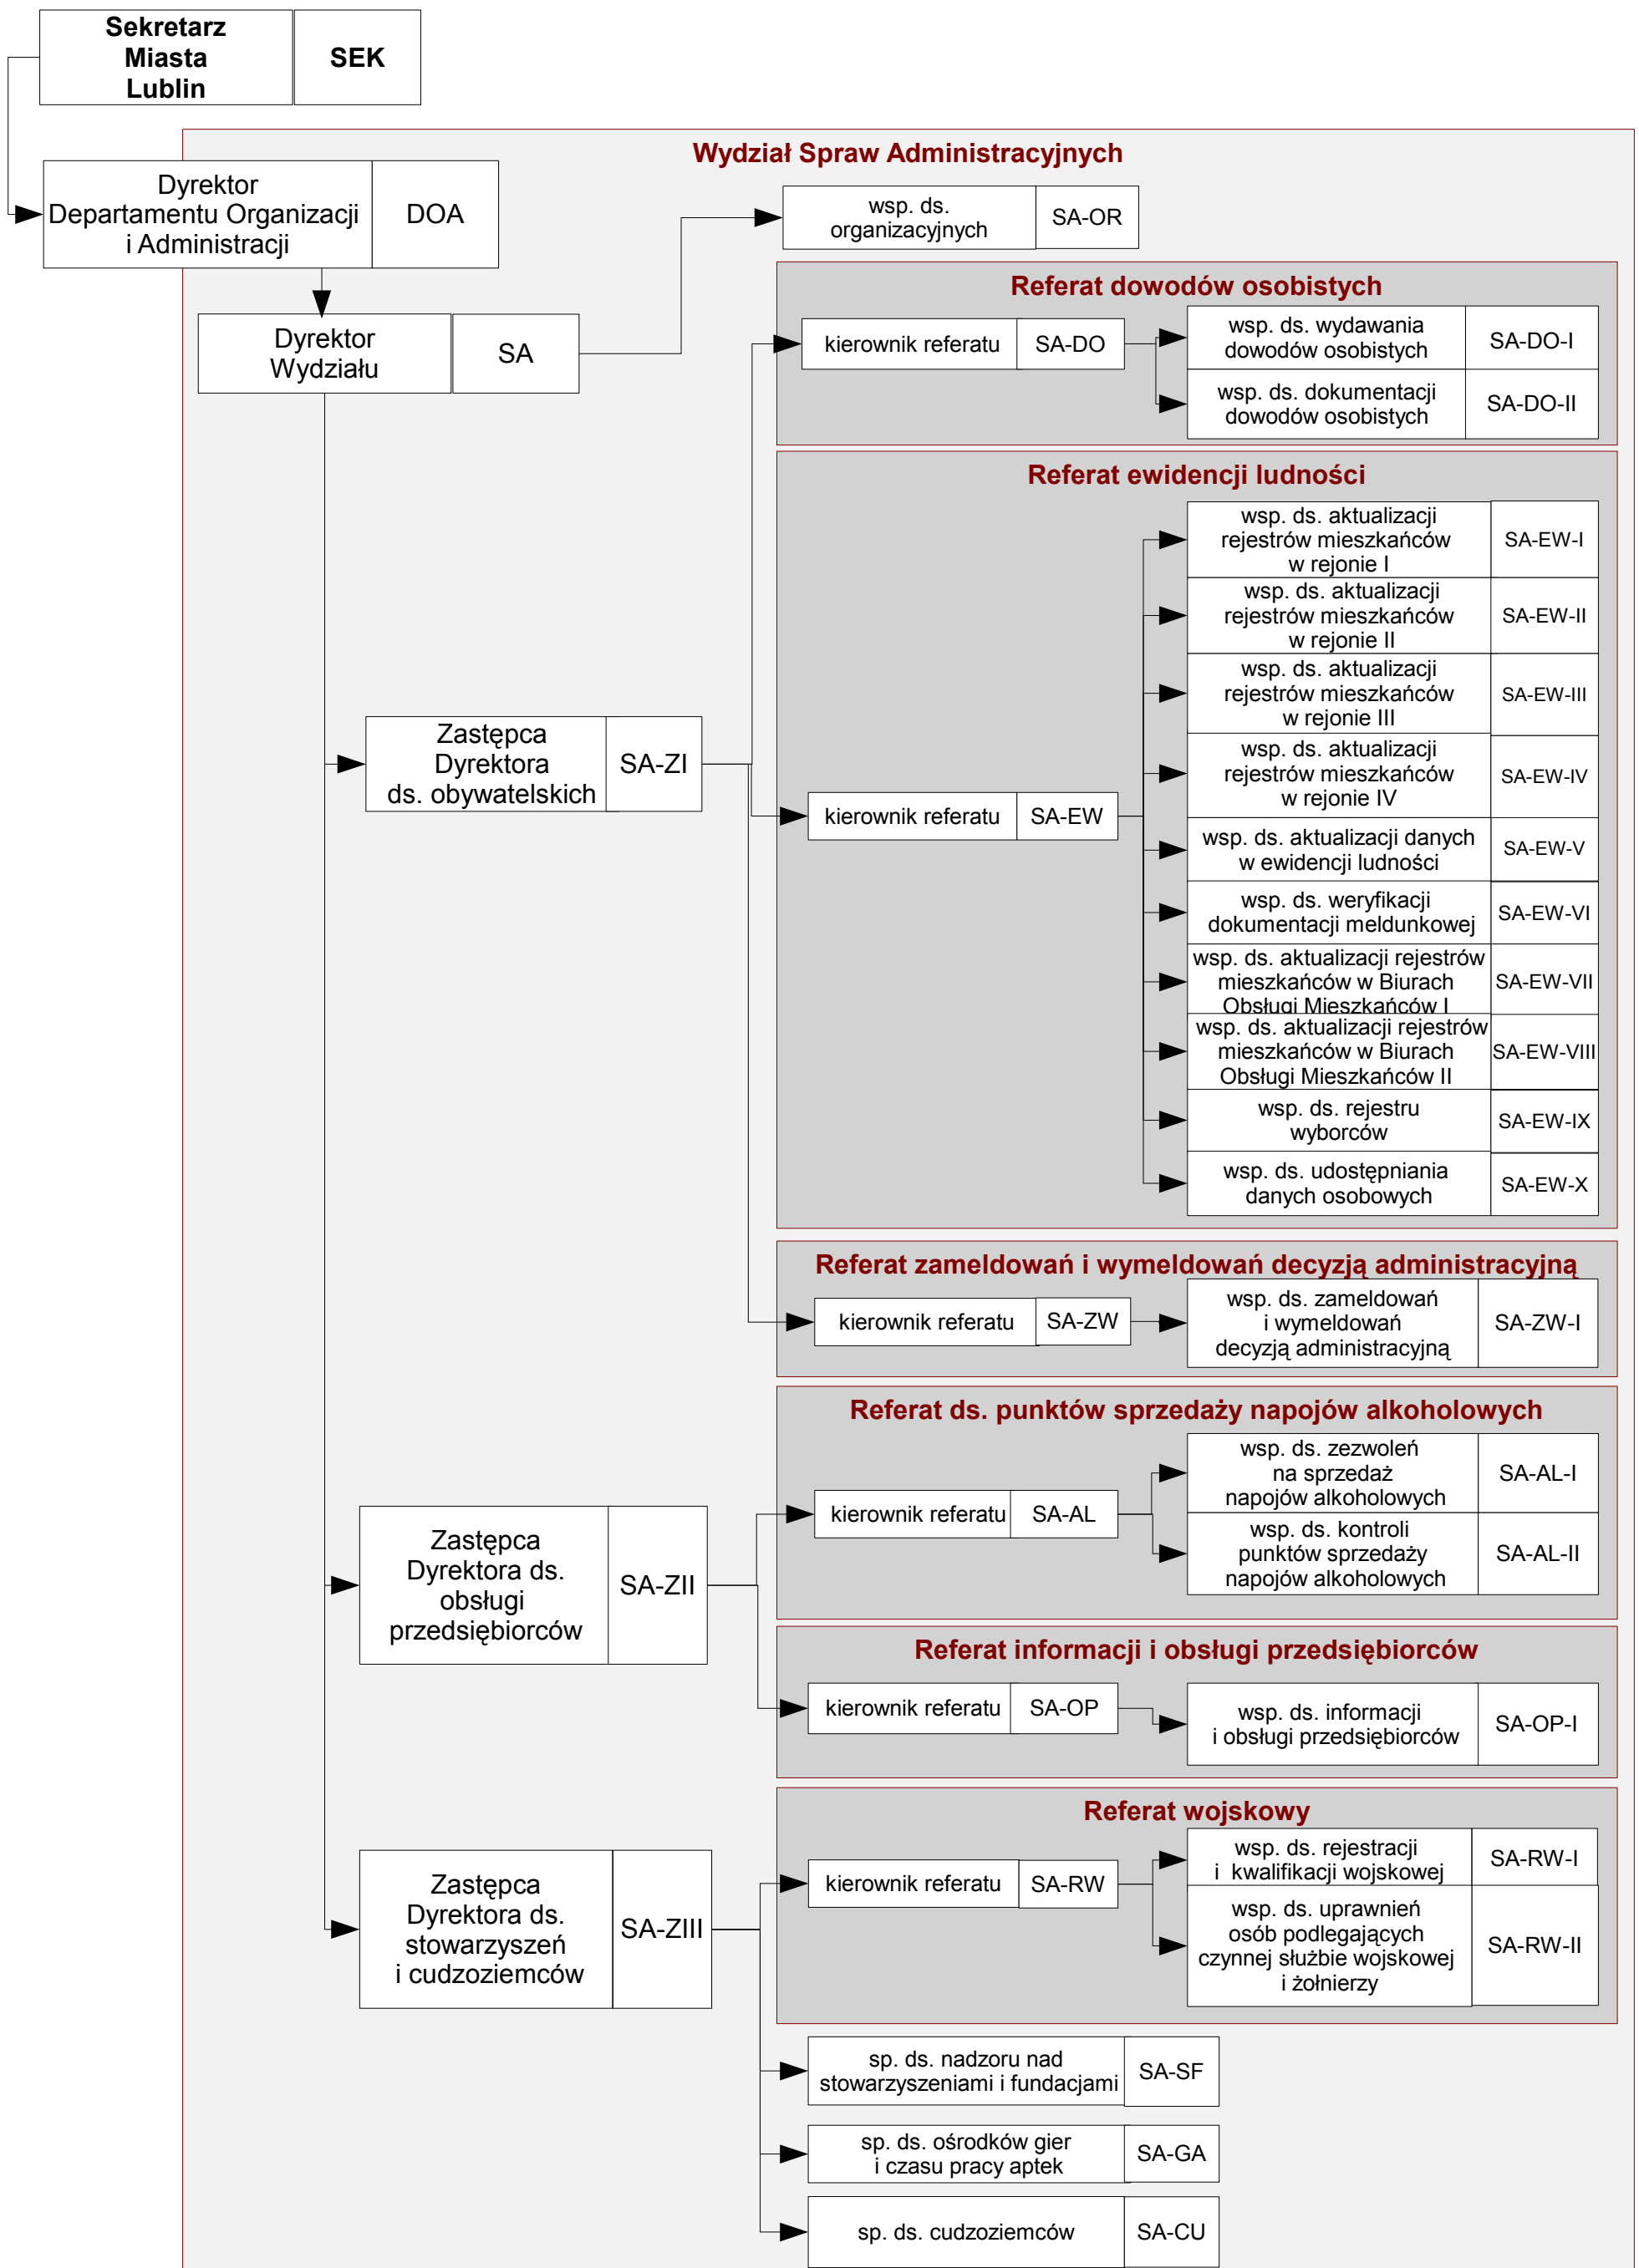 Sekretarz
Miasta
Lublin
SEK
Wydział Spraw Administracyjnych
Dyrektor
Departamentu Organizacji
i Administracji
DOA
wsp. ds.
organizacyjnych
SA-OR
Dyrektor
Wydziału
SA
Referat dowodów osobistych
kierownik referatu
SA-DO
wsp. ds. wydawania
dowodów osobistych
SA-DO-I
wsp. ds. dokumentacji
dowodów osobistych
SA-DO-II
Referat ewidencji ludności
wsp. ds. aktualizacji
rejestrów mieszkańców
w rejonie I
SA-EW-I
wsp. ds. aktualizacji
rejestrów mieszkańców
w rejonie II
SA-EW-II
wsp. ds. aktualizacji
rejestrów mieszkańców
w rejonie III
SA-EW-III
Zastępca
Dyrektora
ds. obywatelskich
SA-ZI
wsp. ds. aktualizacji
rejestrów mieszkańców
w rejonie IV
SA-EW-IV
kierownik referatu
SA-EW
wsp. ds. aktualizacji danych
w ewidencji ludności
SA-EW-V
wsp. ds. weryfikacji
dokumentacji meldunkowej
SA-EW-VI
wsp. ds. aktualizacji rejestrów
mieszkańców w Biurach
Obsługi Mieszkańców I
SA-EW-VII
wsp. ds. aktualizacji rejestrów
mieszkańców w Biurach
Obsługi Mieszkańców II
SA-EW-VIII
wsp. ds. rejestru
wyborców
SA-EW-IX
wsp. ds. udostępniania
danych osobowych
SA-EW-X
Referat zameldowań i wymeldowań decyzją administracyjną
kierownik referatu
SA-ZW
wsp. ds. zameldowań
i wymeldowań
decyzją administracyjną
SA-ZW-I
Referat ds. punktów sprzedaży napojów alkoholowych
wsp. ds. zezwoleń
na sprzedaż
napojów alkoholowych
SA-AL-I
kierownik referatu
SA-AL
wsp. ds. kontroli
punktów sprzedaży
napojów alkoholowych
SA-AL-II
Zastępca
Dyrektora ds.
obsługi
przedsiębiorców
SA-ZII
Referat informacji i obsługi przedsiębiorców
kierownik referatu
SA-OP
wsp. ds. informacji
i obsługi przedsiębiorców
SA-OP-I
Referat wojskowy
wsp. ds. rejestracji
i kwalifikacji wojskowej
SA-RW-I
kierownik referatu
SA-RW
wsp. ds. uprawnień
osób podlegających
czynnej służbie wojskowej
i żołnierzy
SA-RW-II
Zastępca
Dyrektora ds.
stowarzyszeń
i cudzoziemców
SA-ZIII
sp. ds. nadzoru nad
stowarzyszeniami i fundacjami
SA-SF
sp. ds. ośrodków gier
i czasu pracy aptek
SA-GA
sp. ds. cudzoziemców
SA-CU